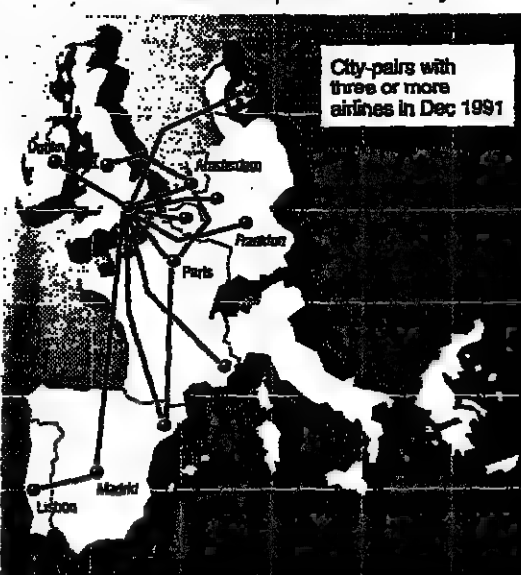 City-pairs with
three or more
airlines in Dec 1991
Dublin
Amsterdam
Frankfurt
Paris
Madrid
Lisbon